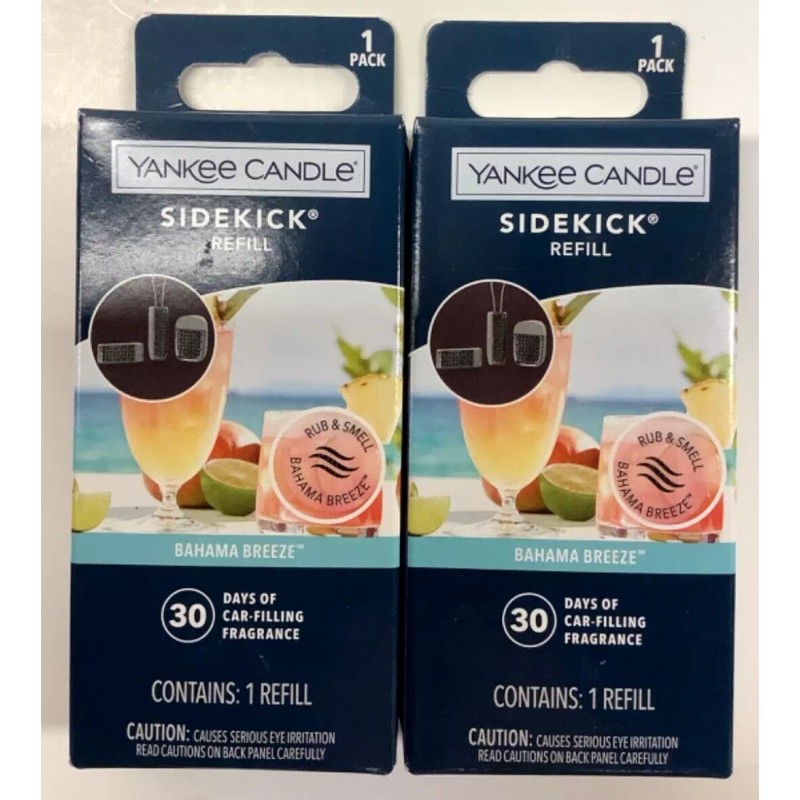 1
PACK
YANKEE CANDLE®
SIDEKICK®
REFILL
RUB & SMELL
BAHAMA BREEZE™
BAHAMA BREEZE™
30
DAYS OF
CAR-FILLING
FRAGRANCE
CONTAINS: 1 REFILL
CAUTION: CAUSES SERIOUS EYE IRRITATION
READ CAUTIONS ON BACK PANEL CAREFULLY
1
PACK
YANKEE CANDLE®
SIDEKICK®
REFILL
RUB & SMELL
BAHAMA BREEZE™
BAHAMA BREEZE™
30
DAYS OF
CAR-FILLING
FRAGRANCE
CONTAINS: 1 REFILL
CAUTION: CAUSES SERIOUS EYE IRRITATION
READ CAUTIONS ON BACK PANEL CAREFULLY